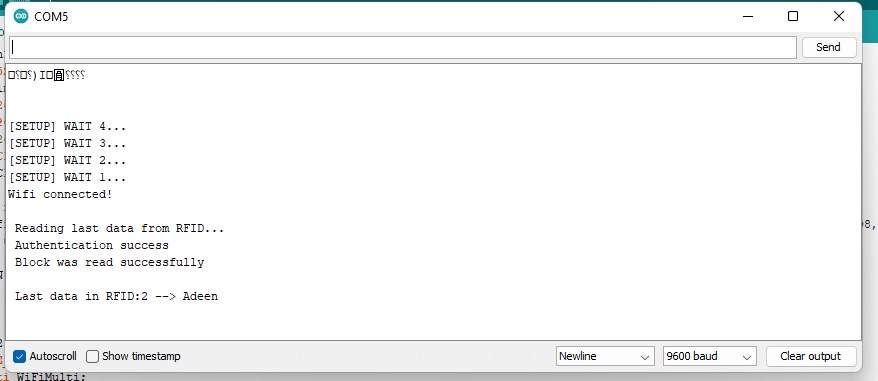 COM5
Send
[SETUP] WAIT 4...
[SETUP] WAIT 3...
[SETUP] WAIT 2...
[SETUP] WAIT 1...
Wifi connected!
Reading last data from RFID...
Authentication success
Block was read successfully
Last data in RFID:2 --> Adeen
Autoscroll
Show timestamp
Newline
9600 baud
Clear output
WiFiMulti;